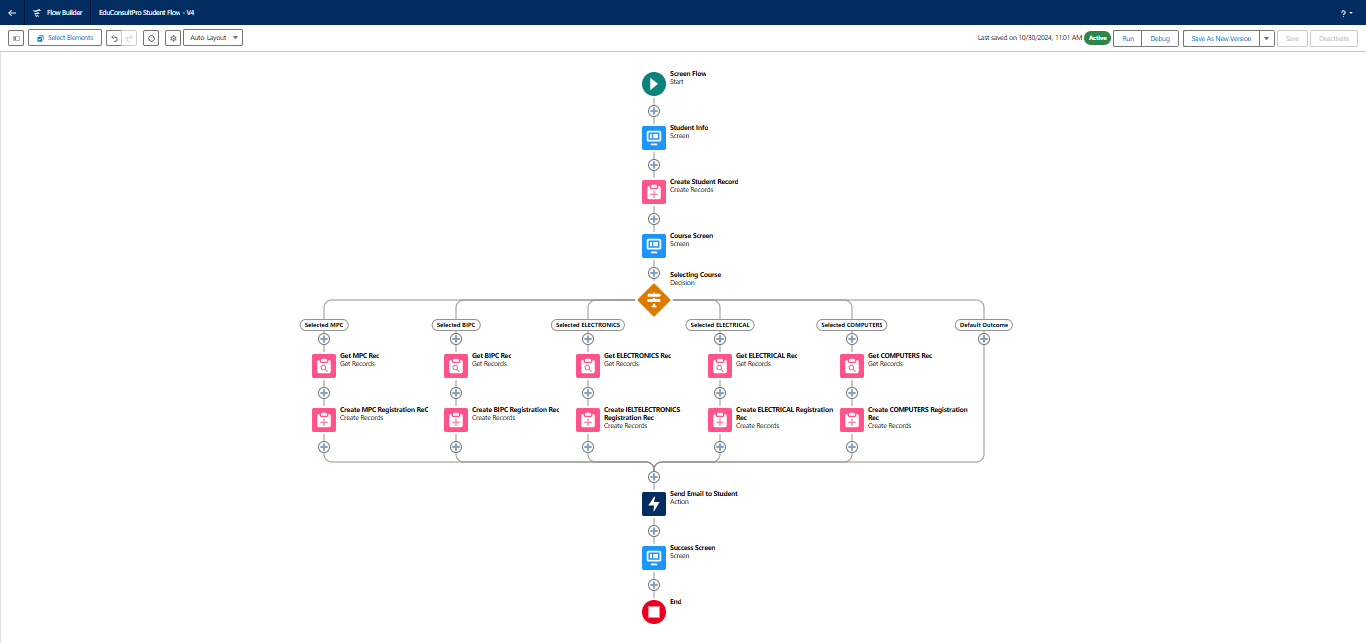 Flow Builder
EduConsultPro Student Flow - V4
?
Select Elements
Auto-Layout
Last saved on 10/30/2024, 11:01 AM
Active
Run
Debug
Save As New Version
Save
Deactivate
Screen Flow
Start
Student Info
Screen
Create Student Record
Create Records
Course Screen
Screen
Selecting Course
Decision
Selected MPC
Selected BIPC
Selected ELECTRONICS
Selected ELECTRICAL
Selected COMPUTERS
Default Outcome
Get MPC Rec
Get Records
Get BIPC Rec
Get Records
Get ELECTRONICS Rec
Get Records
Get ELECTRICAL Rec
Get Records
Get COMPUTERS Rec
Get Records
Create MPC Registration ReC
Create Records
Create BIPC Registration Rec
Create Records
Create IELTELECTRONICS
Registration Rec
Create Records
Create ELECTRICAL Registration
Rec
Create Records
Create COMPUTERS Registration
Rec
Create Records
Send Email to Student
Action
Success Screen
Screen
End